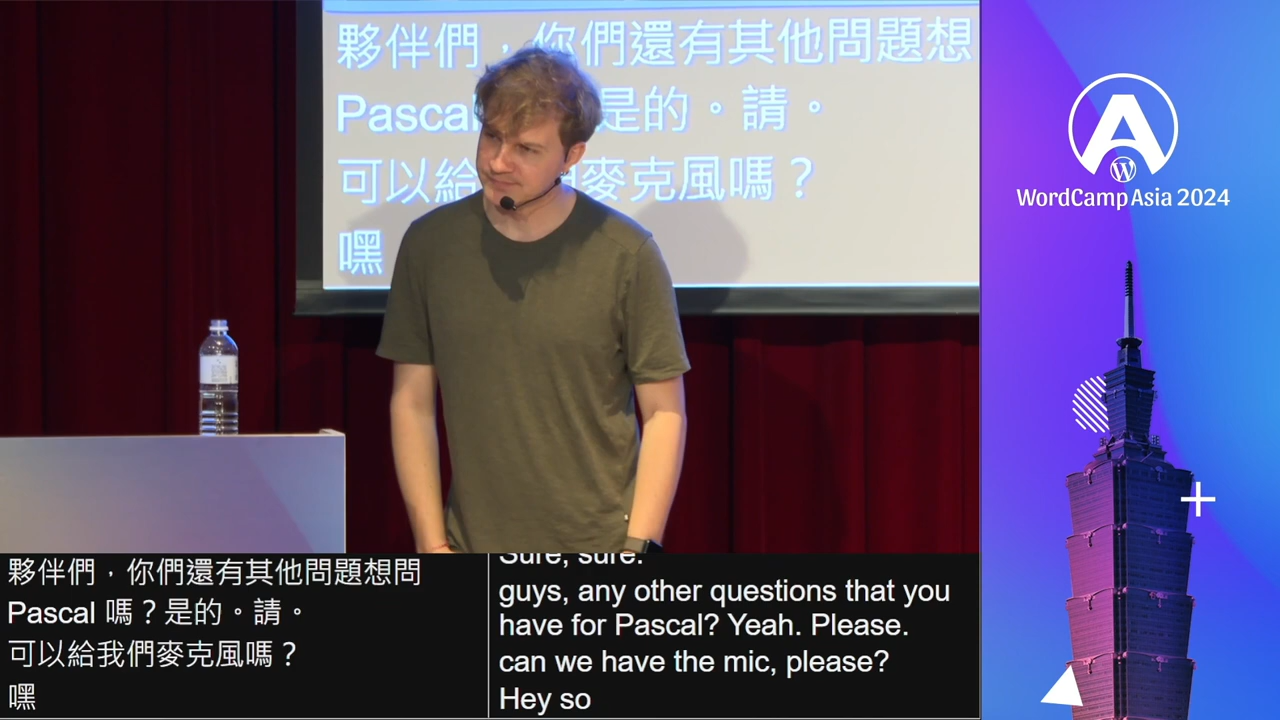 夥伴們，你們還有其他問題想
Pascal 是的。請。
可以給 麥克風嗎？
嘿
WordCamp Asia 2024
夥伴們，你們還有其他問題想問
Pascal 嗎？是的。請。
可以給我們麥克風嗎？
嘿
Sure, sure.
guys, any other questions that you
have for Pascal? Yeah. Please.
can we have the mic, please?
Hey so